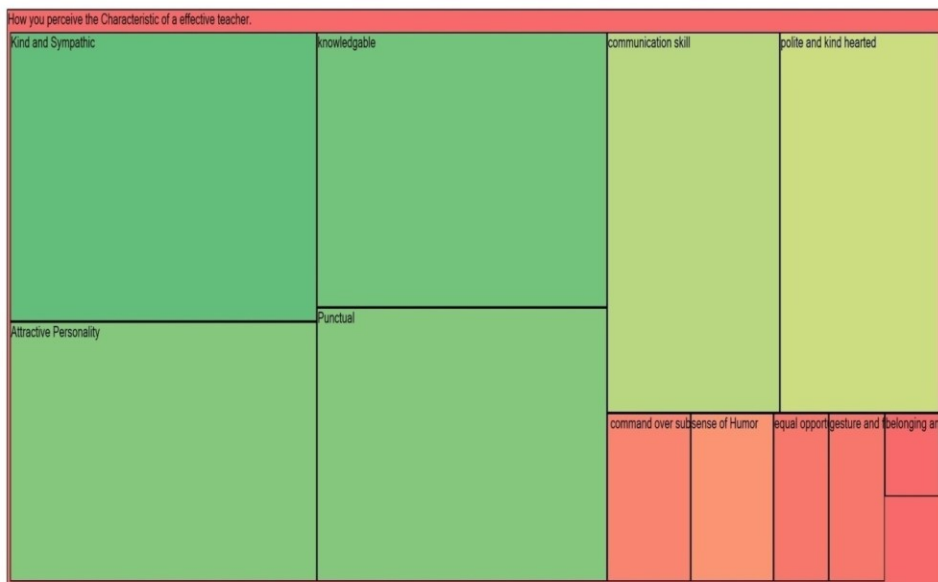 How you perceive the Characteristic of a effective teacher.
Kind and Sympathic
knowledgable
communication skill
polite and kind hearted
Attractive Personality
Punctual
command over sub
sense of Humor
equal opport
gesture and
belonging an